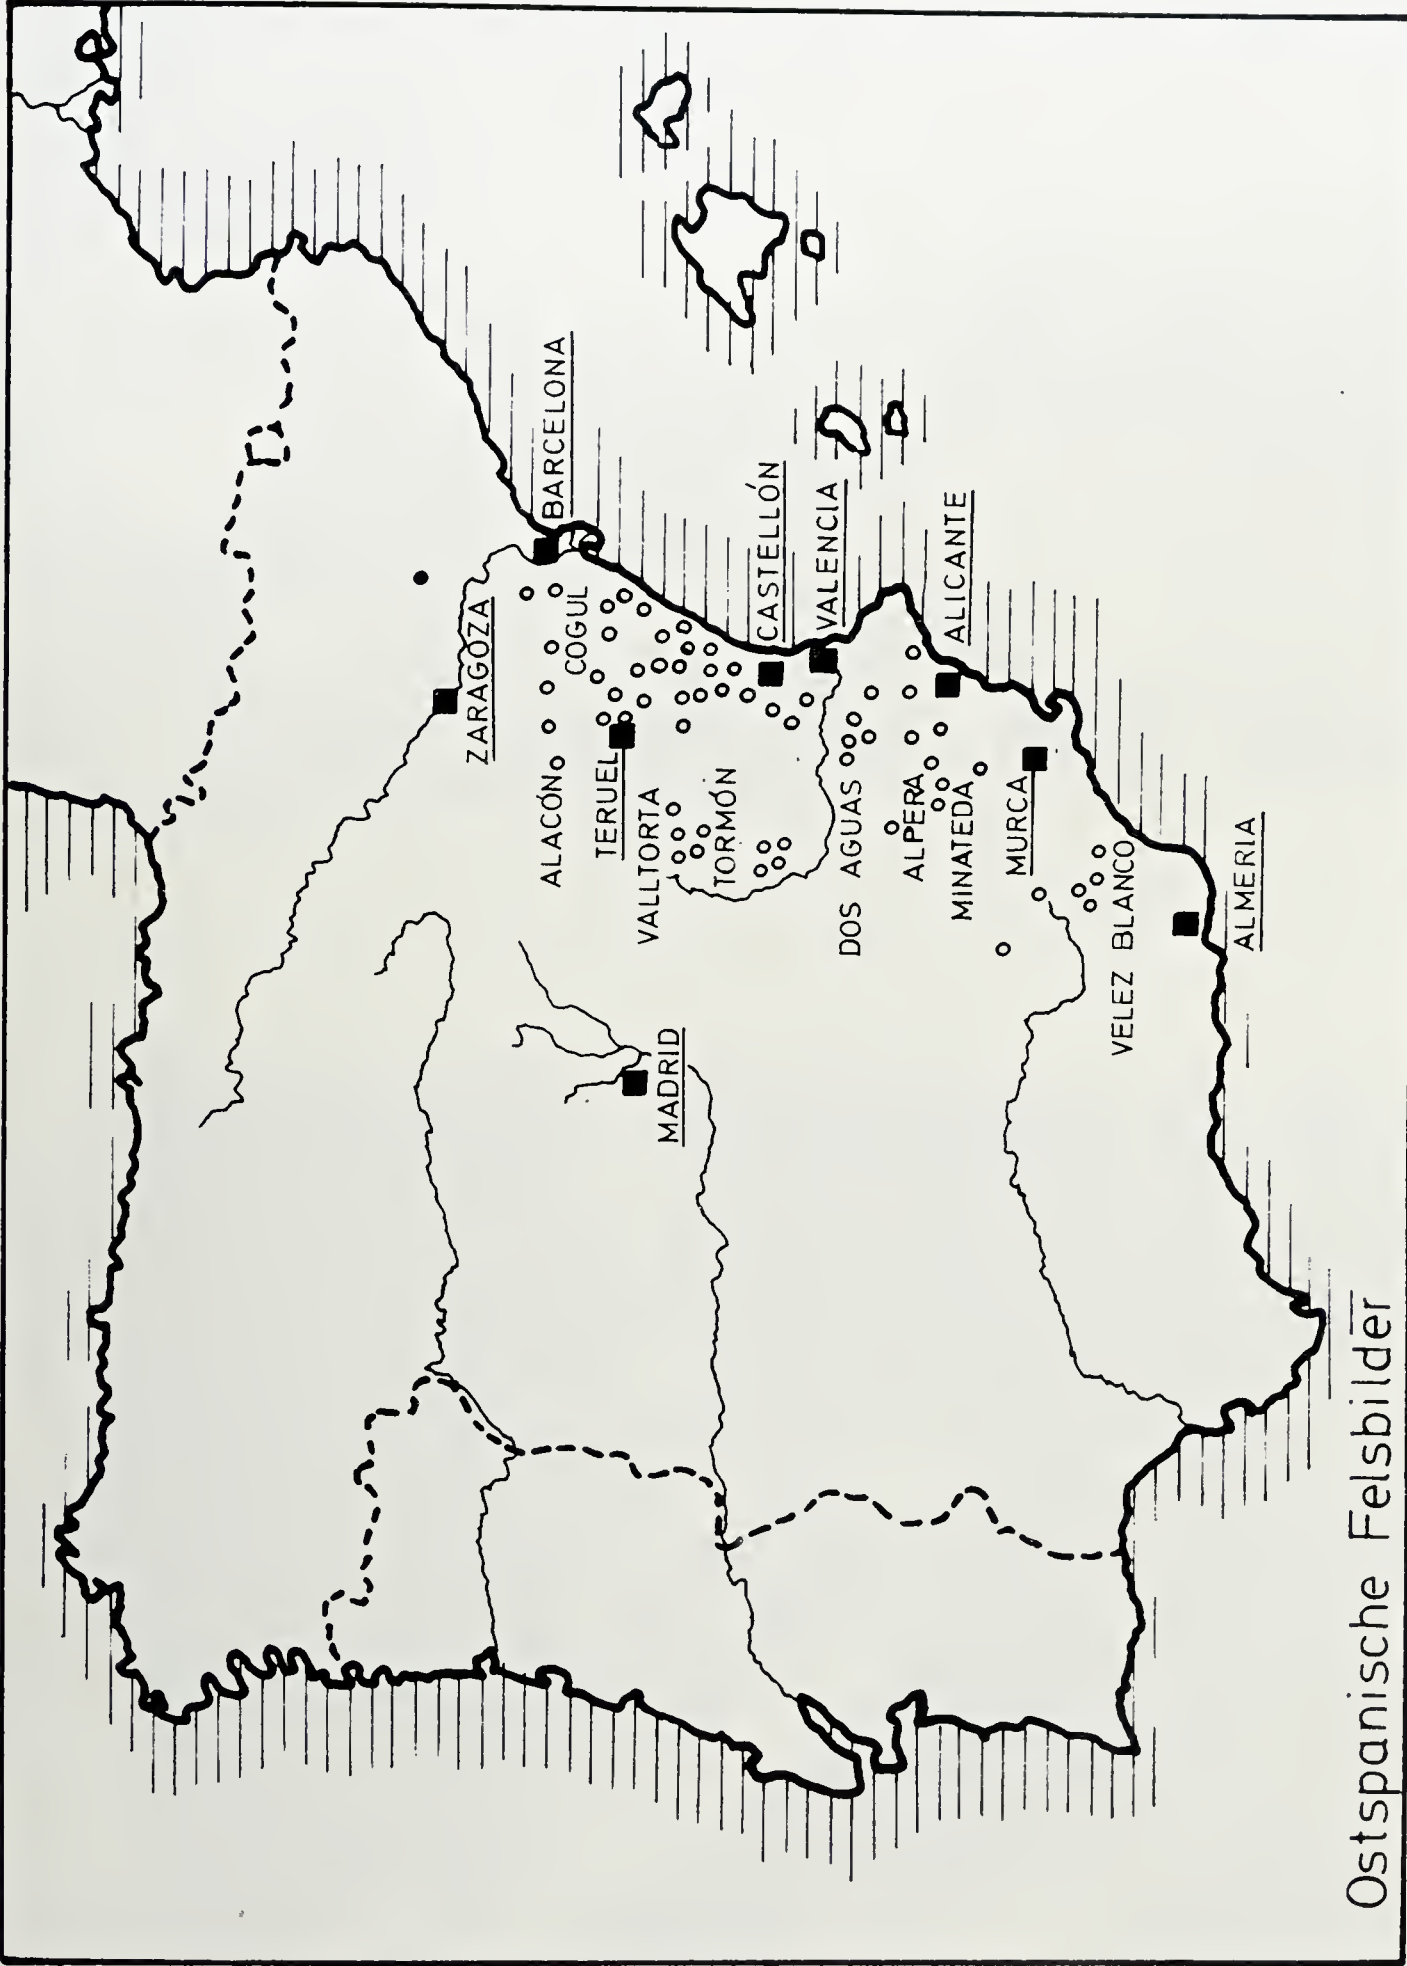 ZARAGOZA
BARCELONA
COGUL
ALACÓN
TERUEL
VALLTORTA
TORMÓN
CASTELLÓN
VALENCIA
MADRID
DOS AGUAS
ALPERA
ALICANTE
MINATEDA
MURCA
VELEZ BLANCO
ALMERIA
Ostspanische Felsbilder